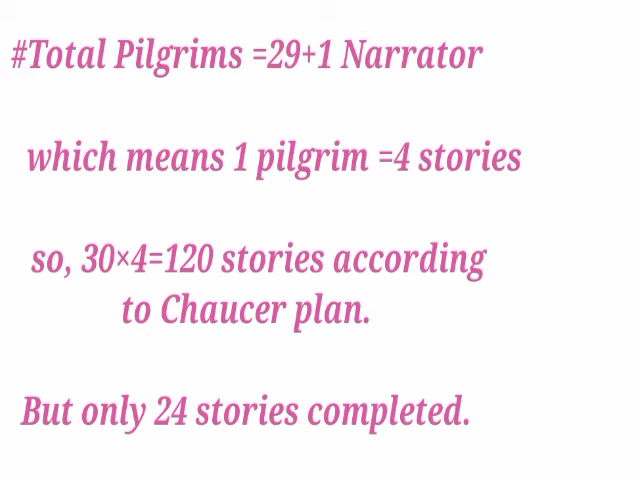 #Total Pilgrims =29+1 Narrator
which means 1 pilgrim =4 stories
so, 30×4=120 stories according
to Chaucer plan.
But only 24 stories completed.